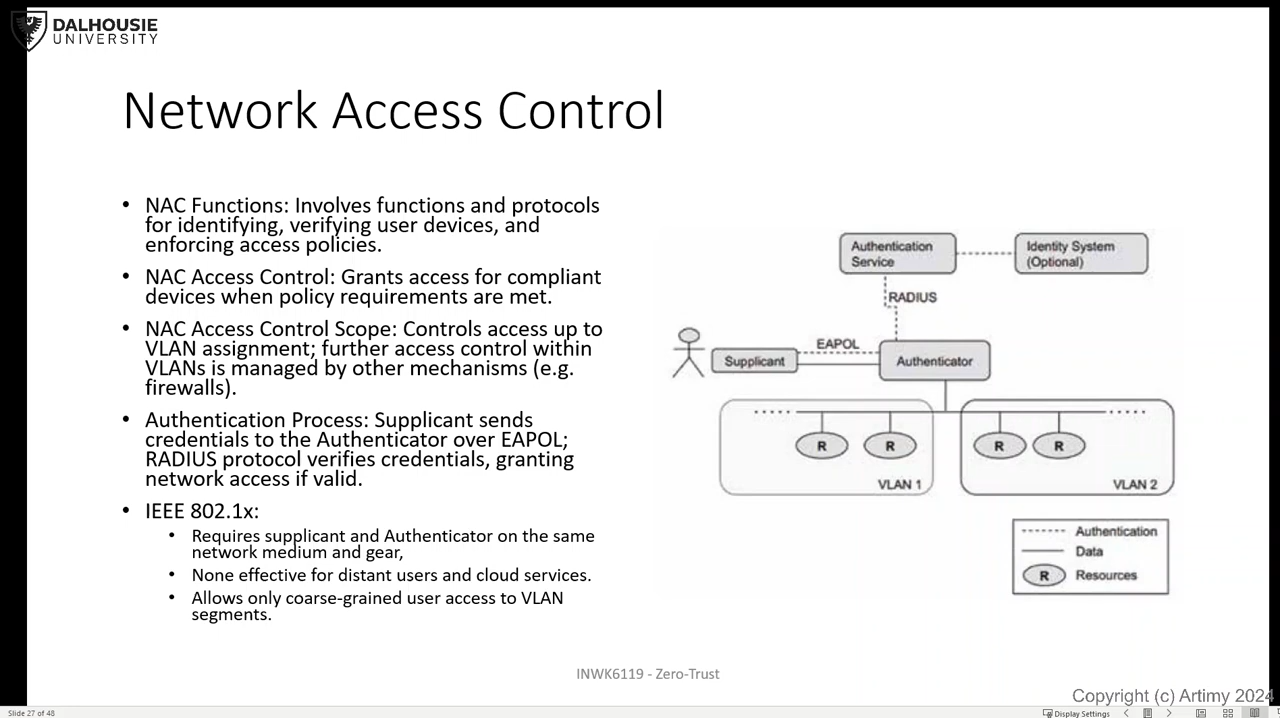 DALHOUSIE
UNIVERSITY
Network Access Control
• NAC Functions: Involves functions and protocols
for identifying, verifying user devices, and
enforcing access policies.
• NAC Access Control: Grants access for compliant
devices when policy requirements are met.
• NAC Access Control Scope: Controls access up to
VLAN assignment; further access control within
VLANs is managed by other mechanisms (e.g.
firewalls).
• Authentication Process: Supplicant sends
credentials to the Authenticator over EAPOL;
RADIUS protocol verifies credentials, granting
network access if valid.
• IEEE 802.1x:
• Requires supplicant and Authenticator on the same
network medium and gear,
• None effective for distant users and cloud services.
• Allows only coarse-grained user access to VLAN
segments.
Authentication
Service
Identity System
(Optional)
RADIUS
EAPOL
Supplicant
Authenticator
R
R
R
R
VLAN 1
VLAN 2
Authentication
Data
R
Resources
INWK6119 - Zero-Trust
Copyright (c) Artimy 2024
Slide 27 of 48
Display Settings